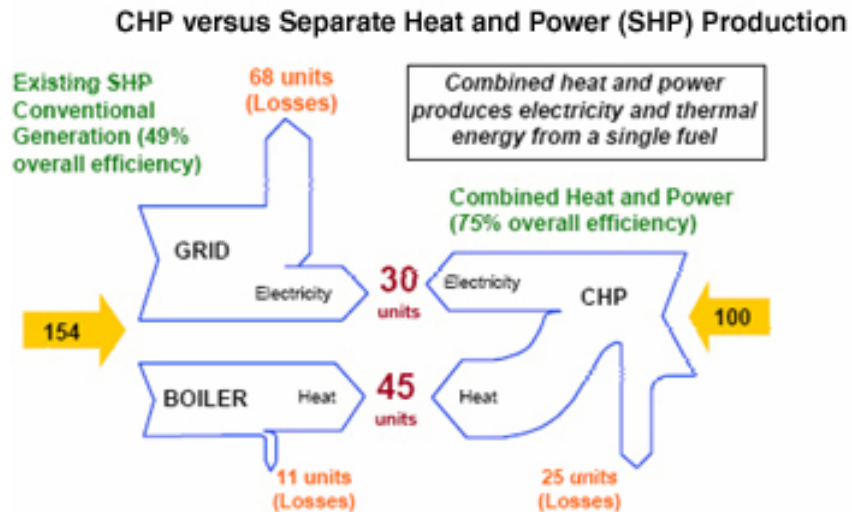 CHP versus Separate Heat and Power (SHP) Production
Existing SHP
Conventional
Generation (49%
overall efficiency)
68 units
(Losses)
Combined heat and power
produces electricity and thermal
energy from a single fuel
Combined Heat and Power
(75% overall efficiency)
GRID
Electricity
30
units
Electricity
CHP
154
100
BOILER
Heat
45
units
Heat
11 units
(Losses)
25 units
(Losses)